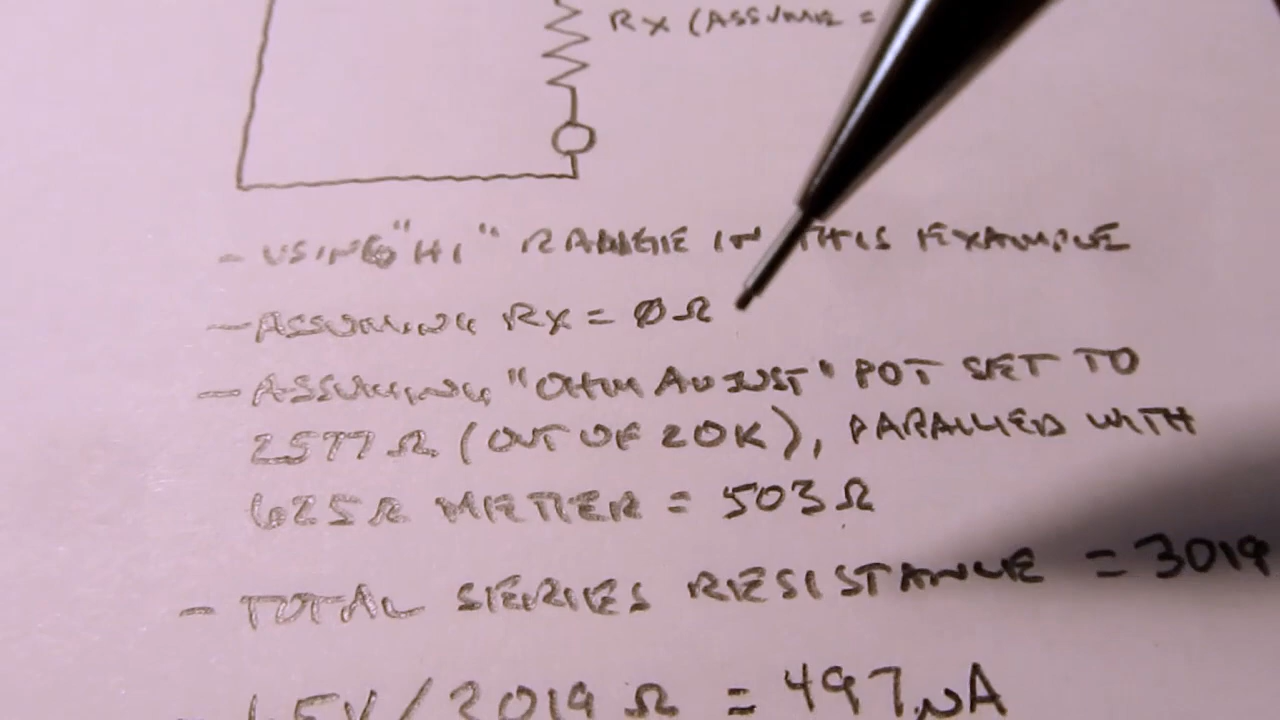 RX (ASSUME =
- USING "HI" RANGE IN THIS EXAMPLE
- ASSUMING RX = 0Ω
- ASSUMING "OHM ADJUST" POT SET TO
2577Ω (OUT OF 20K), PARALLED WITH
625Ω METER = 503Ω
- TOTAL SERIES RESISTANCE = 3019
- 1.5V / 3019 Ω = 497µA